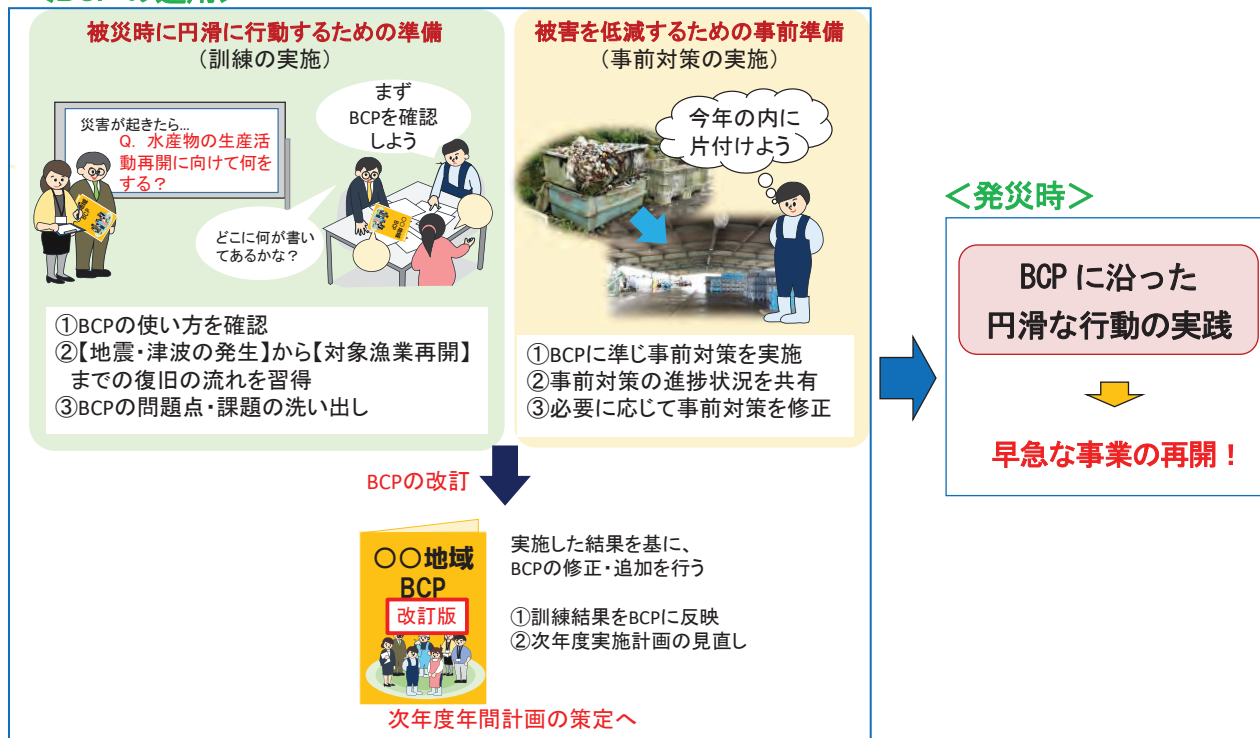 被災時に円滑に行動するための準備
（訓練の実施）
災害が起きたら…
Q. 水産物の生産活
動再開に向けて何を
する？
まず
BCPを確認
しよう
どこに何が書い
てあるかな？
〇〇地域
BCP
①BCPの使い方を確認
②【地震・津波の発生】から【対象漁業再開】
までの復旧の流れを習得
③BCPの問題点・課題の洗い出し
被害を低減するための事前準備
（事前対策の実施）
今年の内に
片付けよう
①BCPに準じ事前対策を実施
②事前対策の進捗状況を共有
③必要に応じて事前対策を修正
BCPの改訂
〇〇地域
BCP
改訂版
実施した結果を基に、
BCPの修正・追加を行う
①訓練結果をBCPに反映
②次年度実施計画の見直し
次年度年間計画の策定へ
＜発災時＞
BCPに沿った
円滑な行動の実践
早急な事業の再開！